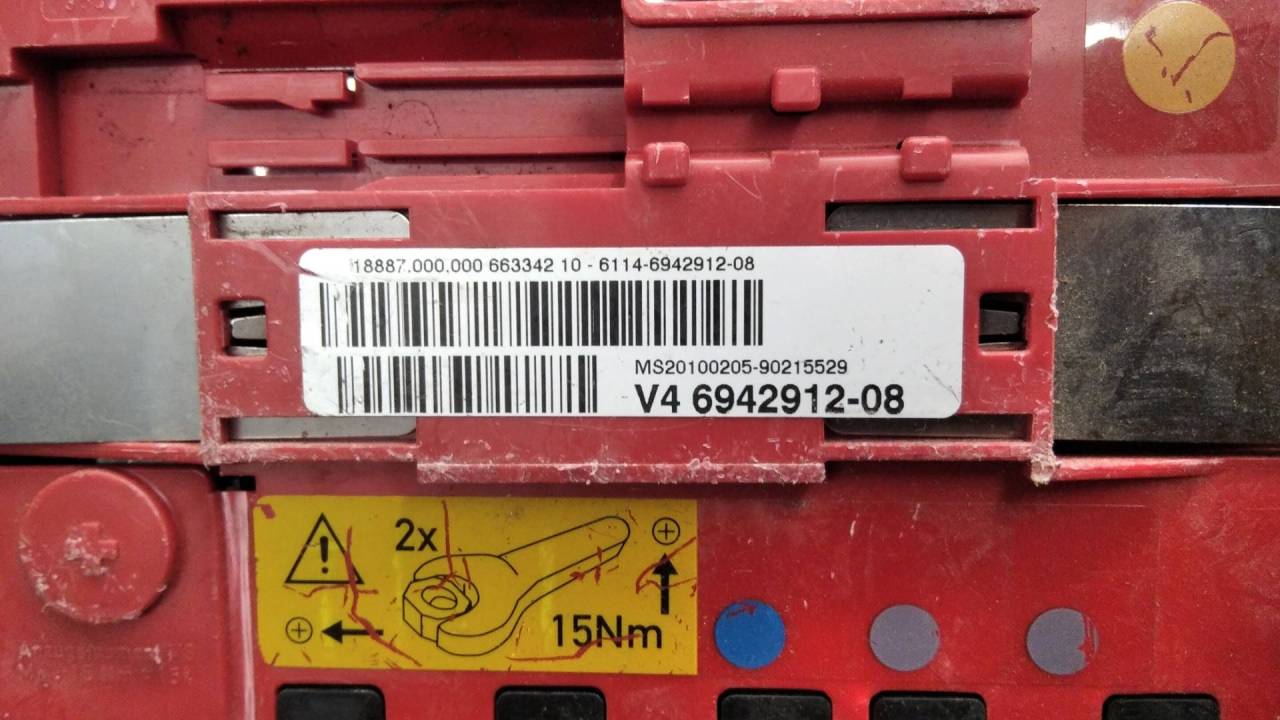 18887.000.000 663342 10 - 6114-6942912-08
MS20100205-90215529
V4 6942912-08
2x
15Nm